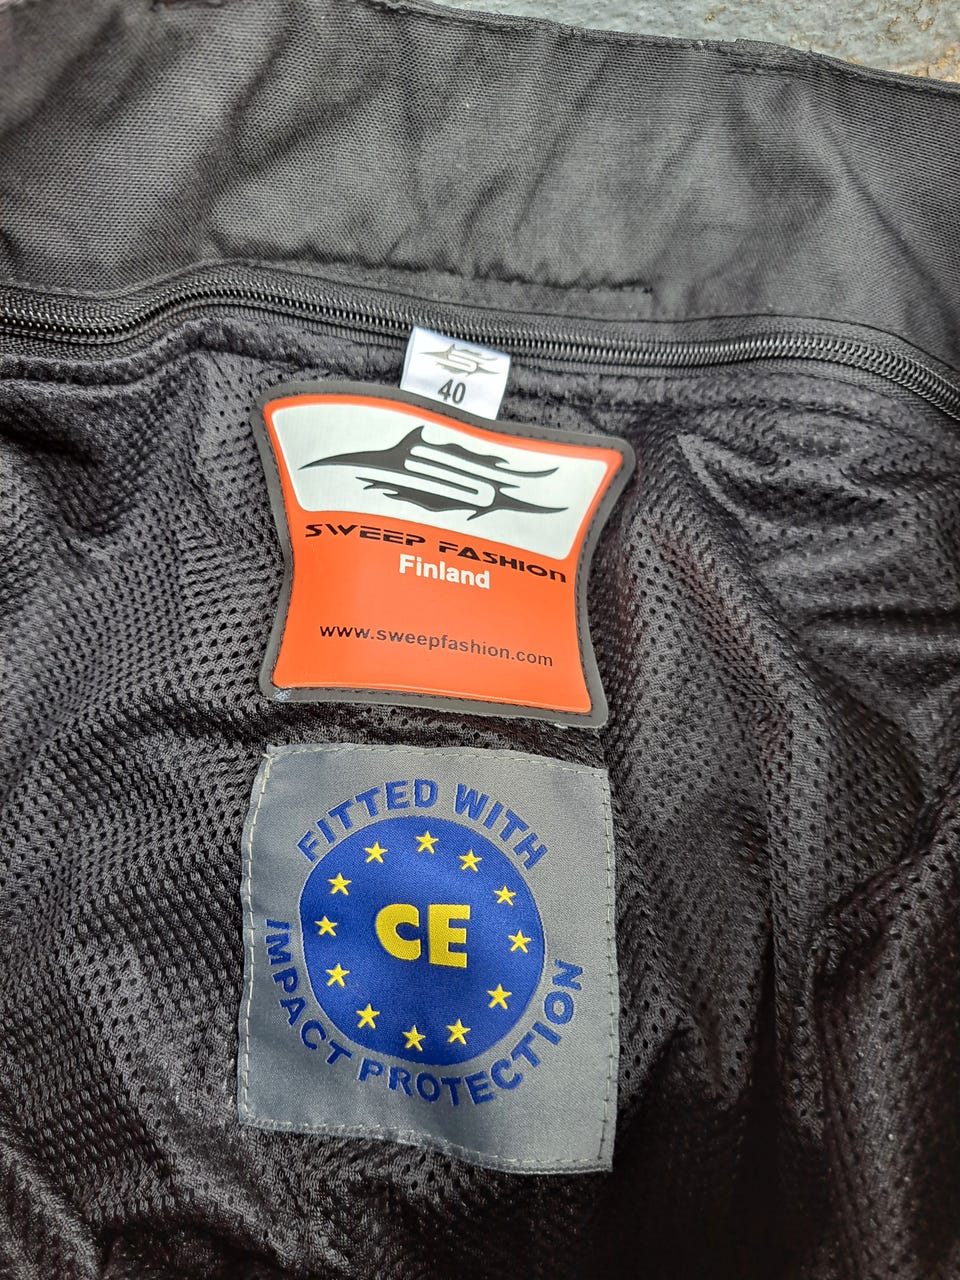 40
SWEEP FASHION
Finland
www.sweepfashion.com
FITTED WITH
CE
IMPACT PROTECTION